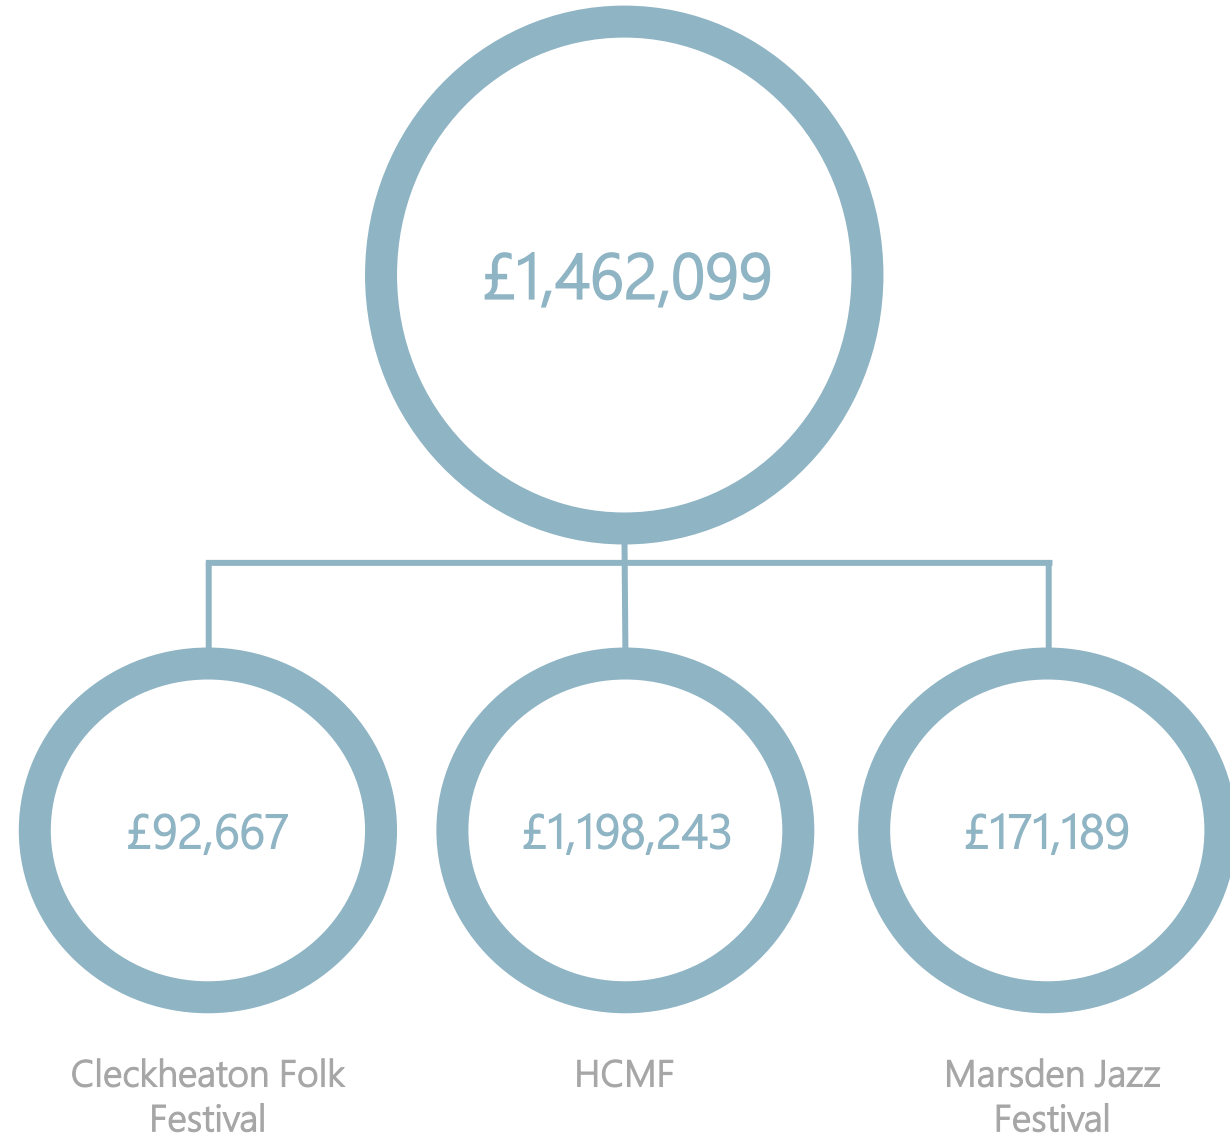 £1,462,099
£92,667
£1,198,243
£171,189
Cleckheaton Folk
Festival
HCMF
Marsden Jazz
Festival